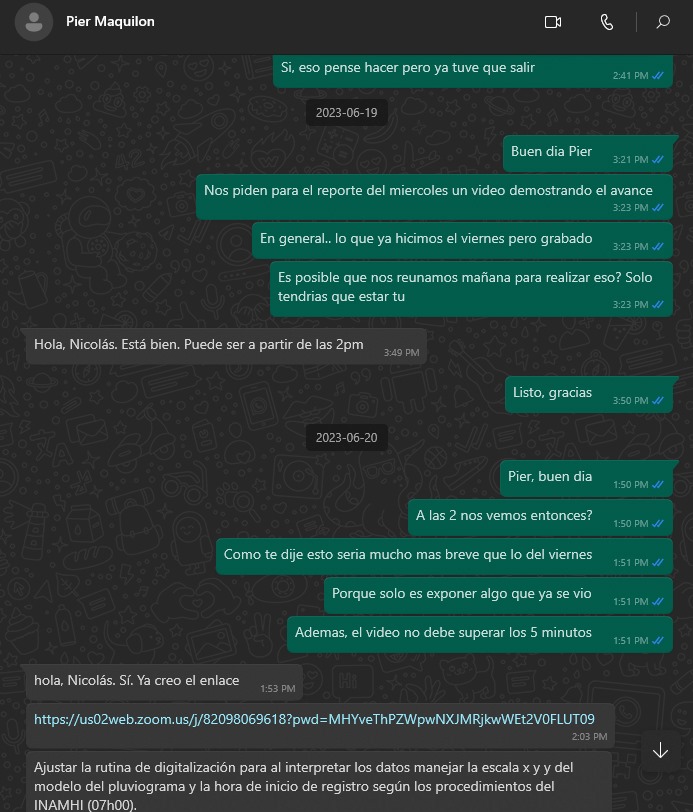 Pier Maquilon
Si, eso pense hacer pero ya tuve que salir
2:41 PM
2023-06-19
Buen dia Pier
3:21 PM
Nos piden para el reporte del miercoles un video demostrando el avance
3:23 PM
En general.. lo que ya hicimos el viernes pero grabado
3:23 PM
Es posible que nos reunamos mañana para realizar eso? Solo
tendrias que estar tu
3:23 PM
Hola, Nicolás. Está bien. Puede ser a partir de las 2pm
3:49 PM
Listo, gracias
3:50 PM
2023-06-20
Pier, buen dia
1:50 PM
A las 2 nos vemos entonces?
1:50 PM
Como te dije esto seria mucho mas breve que lo del viernes
1:51 PM
Porque solo es exponer algo que ya se vio
1:51 PM
Ademas, el video no debe superar los 5 minutos
1:51 PM
hola, Nicolás. Sí. Ya creo el enlace
1:53 PM
https://us02web.zoom.us/j/82098069618?pwd=MHYveThPZWpwNXJMRjkwWEt2V0FLUT09
2:03 PM
Ajustar la rutina de digitalización para al interpretar los datos manejar la escala x y y del
modelo del pluviograma y la hora de inicio de registro según los procedimientos del
INAMHI (07h00).